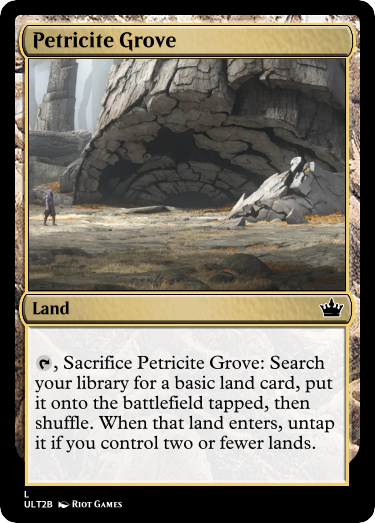 Petricite Grove
Land
, Sacrifice Petricite Grove: Search
your library for a basic land card, put
it onto the battlefield tapped, then
shuffle. When that land enters, untap
it if you control two or fewer lands.
L
ULT2B Riot Games